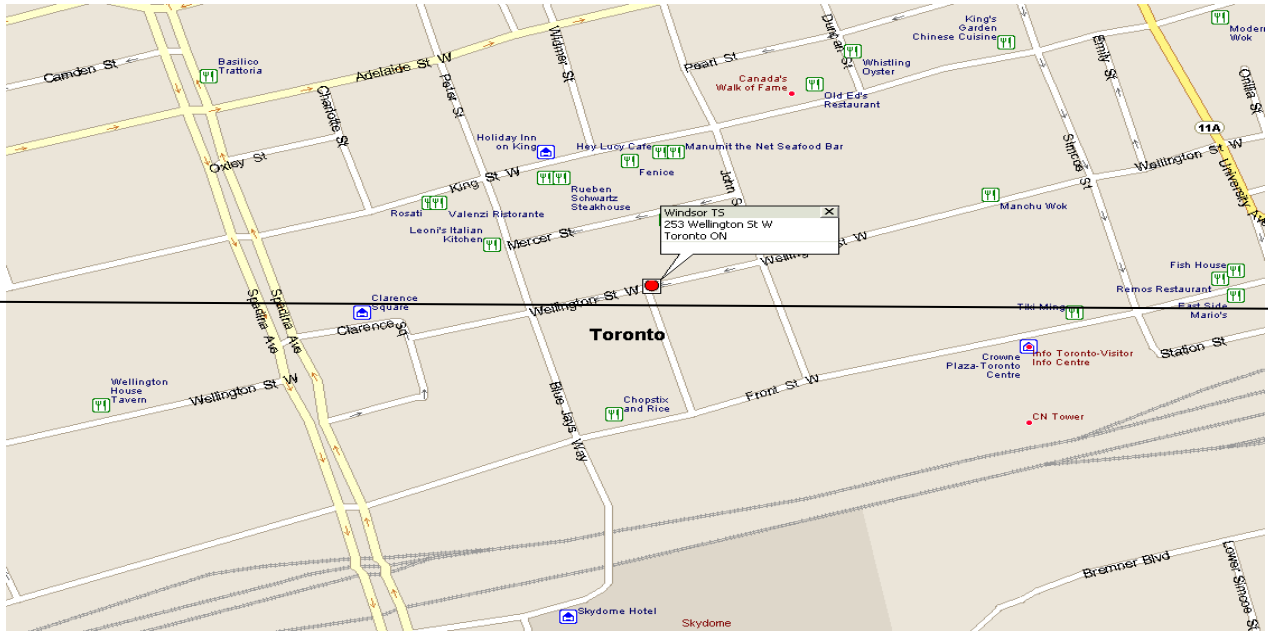 King's
Garden
Chinese Cuisine
Modern
Wok
Duncan St
Widmer St
Emily St
Orillia
Pearl St
Whistling
Oyster
Basilico
Trattoria
Camden St
Adelaide St W
Peter St
Canada's
Walk of Fame
Old Ed's
Restaurant
Charlotte St
11A
Holiday Inn
on King
Hey Lucy Cafe
Manumit the Net Seafood Bar
Simcoe St
Wellington St W
University Ave
Oxley St
Fenice
King St W
John S
Rueben
Schwartz
Steakhouse
Rosati
Valenzi Ristorante
Manchu Wok
Windsor TS
253 Wellington St W
Toronto ON
Leoni's Italian
Kitchen
Mercer St
St W
Fish House
Remos Restaurant
Spadina Ave
Spadina Ave
Clarence
Square
Wellington St W
Tiki Ming
East Side
Mario's
Clarence Sq
Toronto
Station St
Info Toronto-Visitor
Info Centre
Crowne
Plaza-Toronto
Centre
Wellington
House
Tavern
Wellington St W
Blue Jays Way
Front St W
Chopstix
and Rice
CN Tower
Bremner Blvd
Lower Simcoe St
Skydome Hotel
Skydome